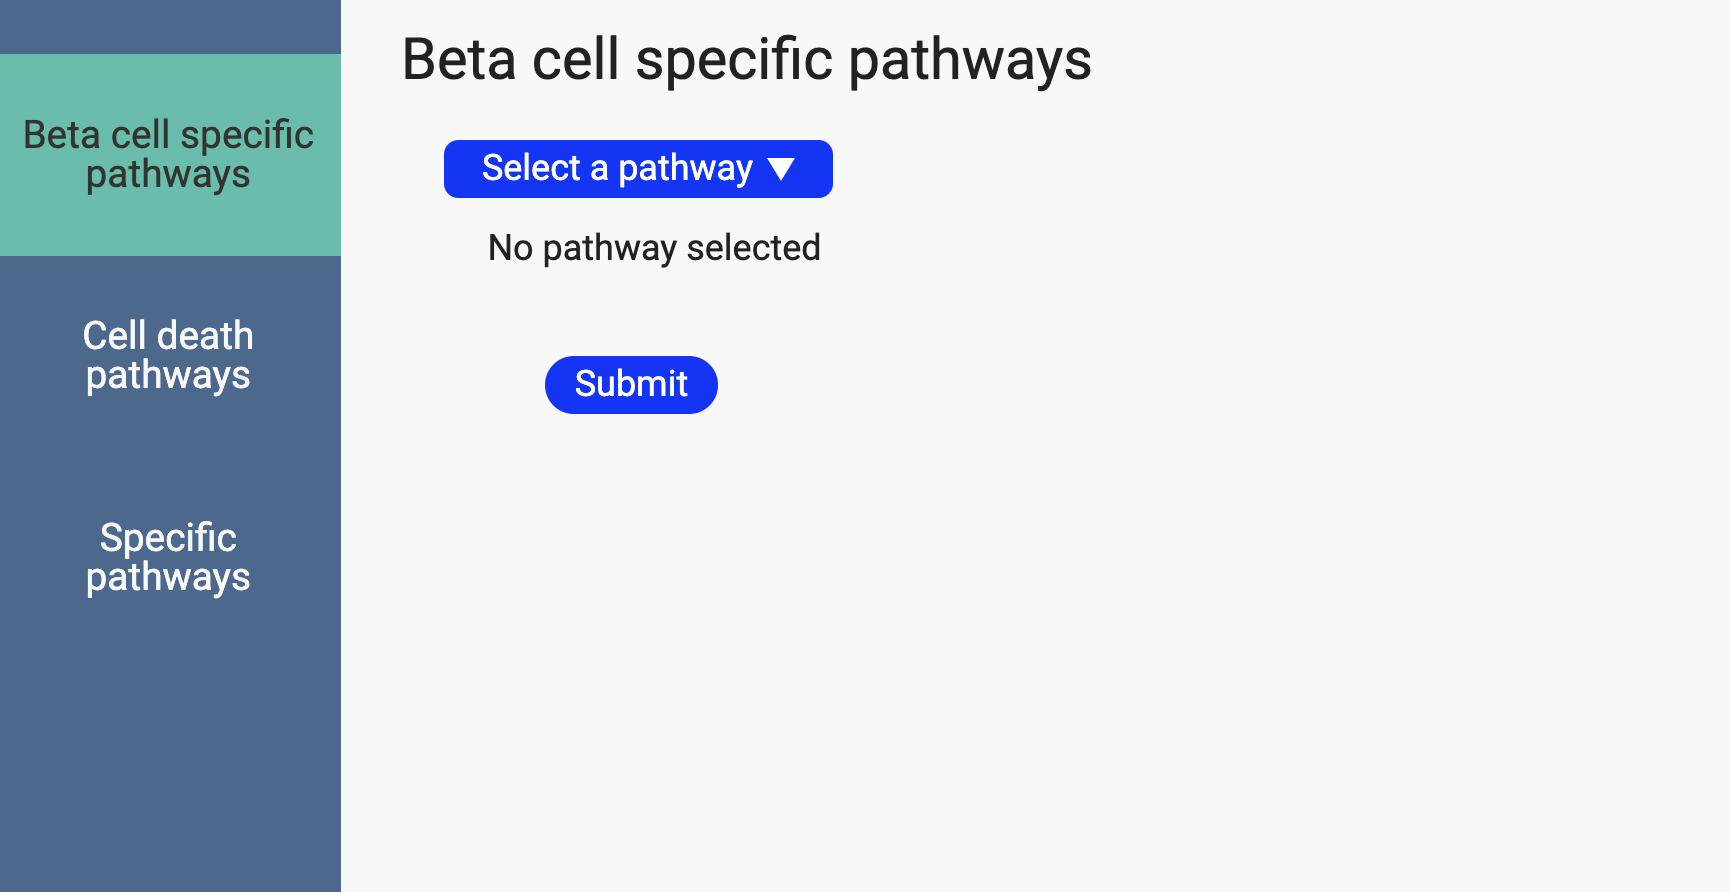 Beta cell specific pathways
Beta cell specific
pathways
Select a pathway ▼
No pathway selected
Cell death
pathways
Submit
Specific
pathways